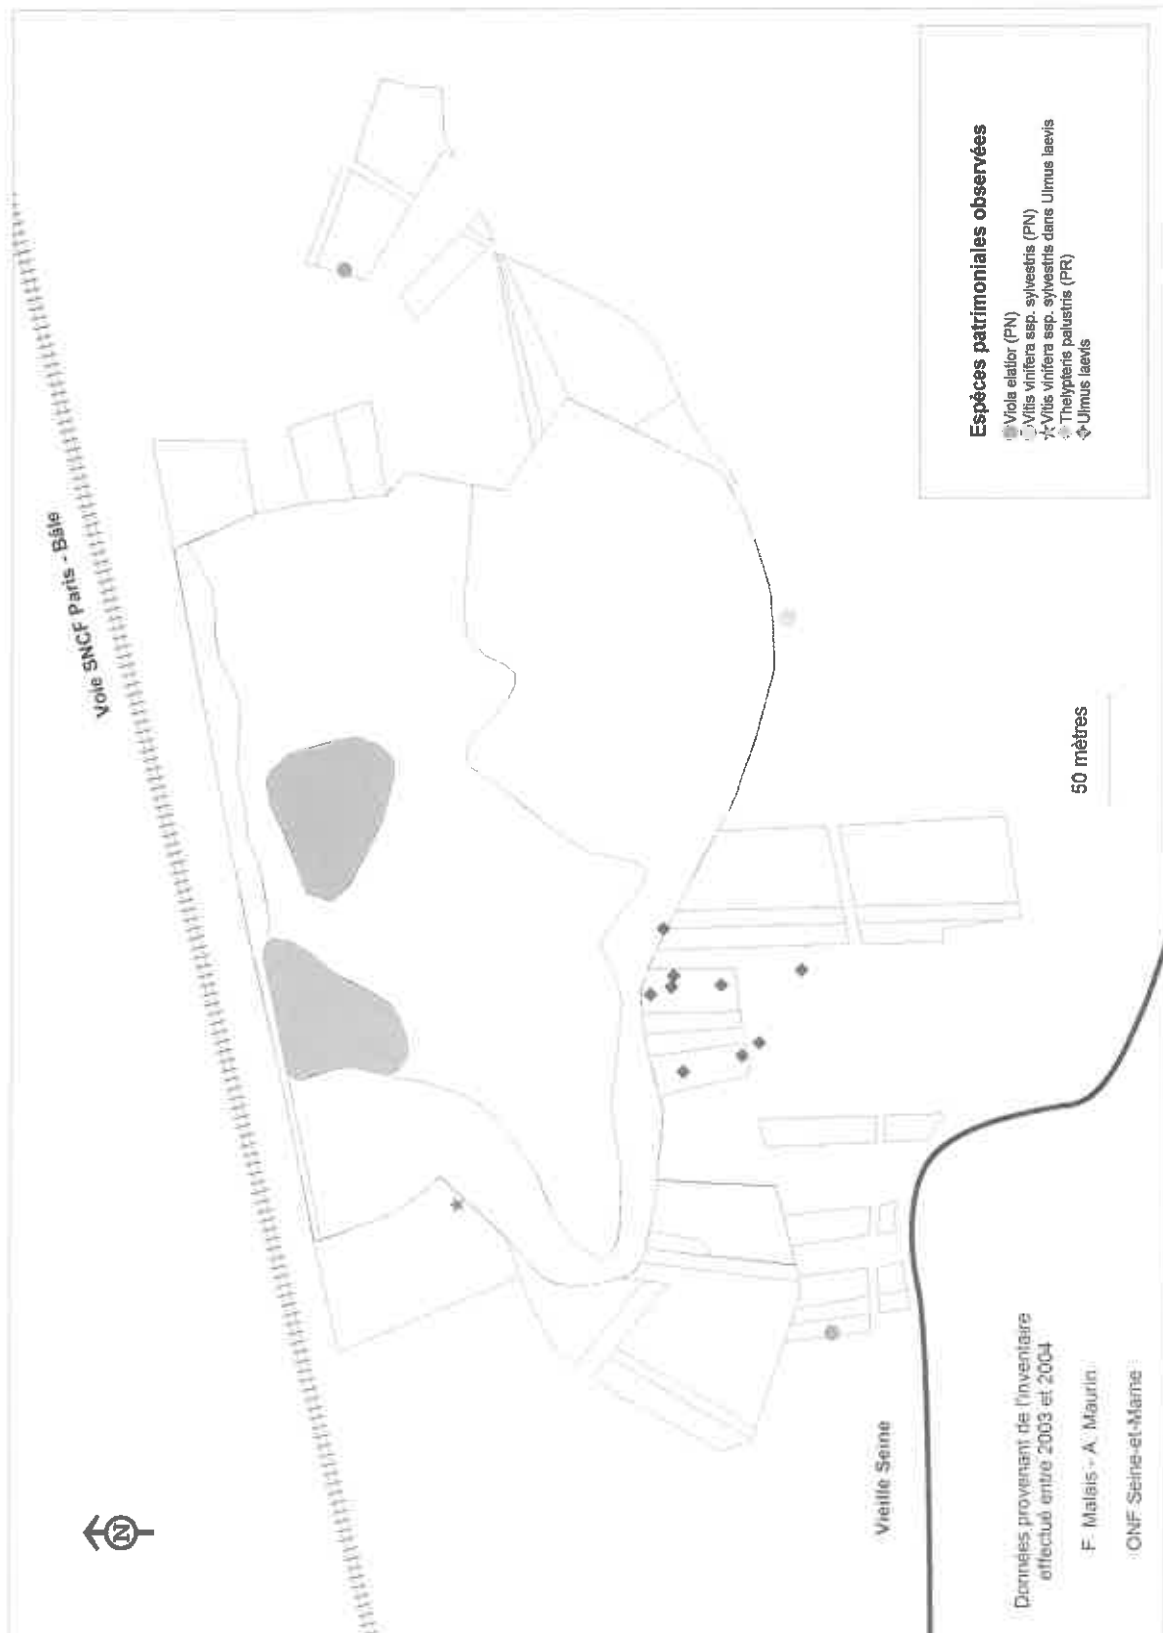 Voie SNCF Paris - Bâle
N
Espèces patrimoniales observées
Viola elatior (PN)
Vitis vinifera ssp. sylvestris (PN)
Vitis vinifera ssp. sylvestris dans Ulmus laevis
Thelypteris palustris (PR)
Ulmus laevis
50 mètres
Vieille Seine
Données provenant de l'inventaire
effectué entre 2003 et 2004
F. Malais - A. Maurin
ONF Seine-et-Marne